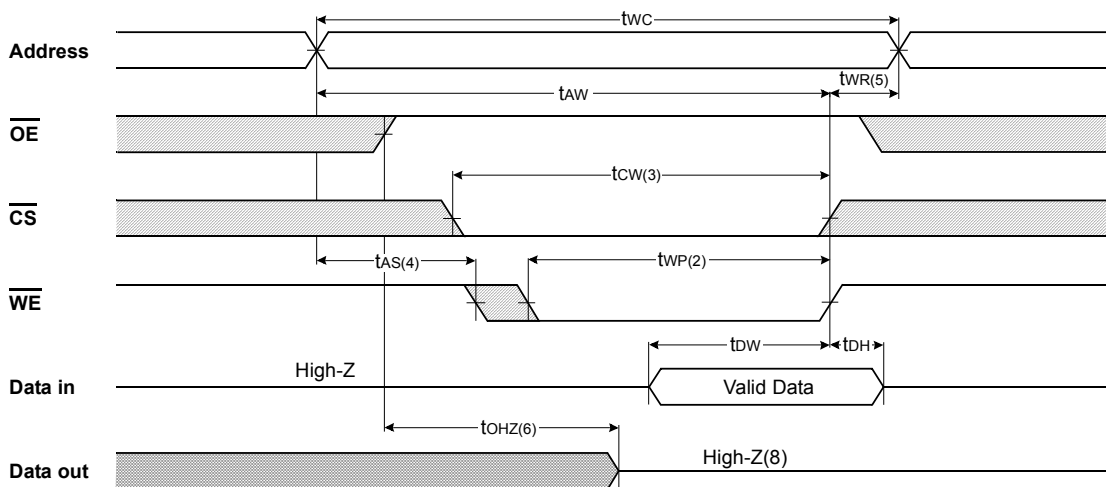 tWC
Address
tWR(5)
tAW
OE
tCW(3)
CS
tAS(4)
tWP(2)
WE
tDW
tDH
High-Z
Data in
Valid Data
tOHZ(6)
Data out
High-Z(8)